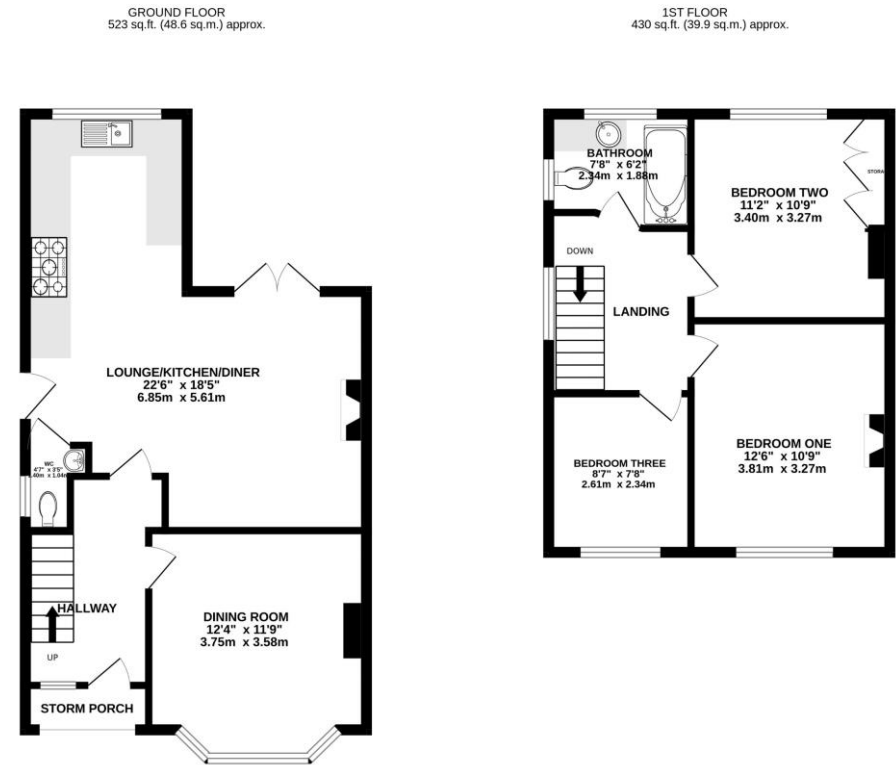 GROUND FLOOR
523 sq.ft. (48.6 sq.m.) approx.
1ST FLOOR
430 sq.ft. (39.9 sq.m.) approx.
LOUNGE/KITCHEN/DINER
22'6" x 18'5"
6.85m x 5.61m
WC
4'7" x 3'5"
.40m x 1.04m
HALLWAY
UP
STORM PORCH
DINING ROOM
12'4" x 11'9"
3.75m x 3.58m
BATHROOM
7'8" x 6'2"
2.34m x 1.88m
BEDROOM TWO
11'2" x 10'9"
3.40m x 3.27m
STORA
DOWN
LANDING
BEDROOM THREE
8'7" x 7'8"
2.61m x 2.34m
BEDROOM ONE
12'6" x 10'9"
3.81m x 3.27m